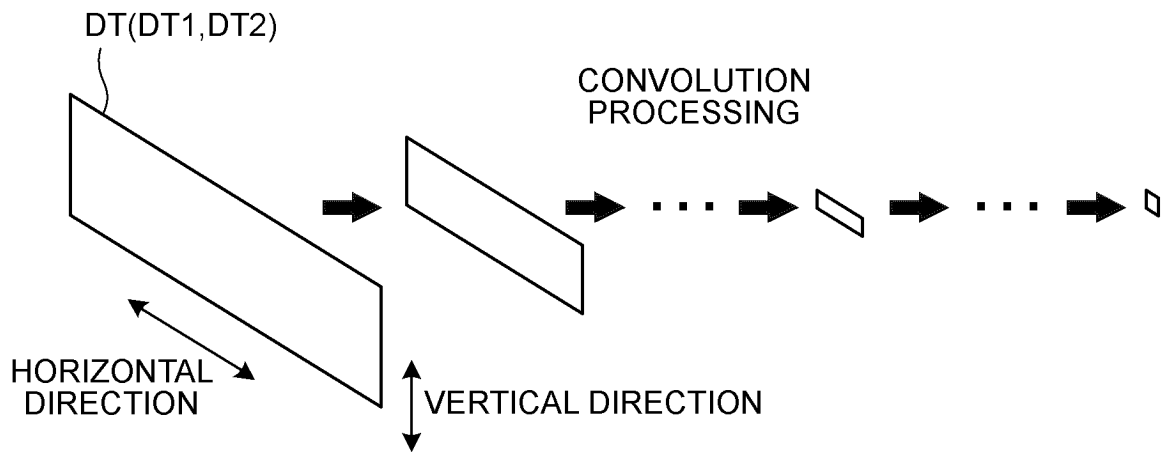 DT(DT1,DT2)
CONVOLUTION
PROCESSING
HORIZONTAL
DIRECTION
VERTICAL DIRECTION